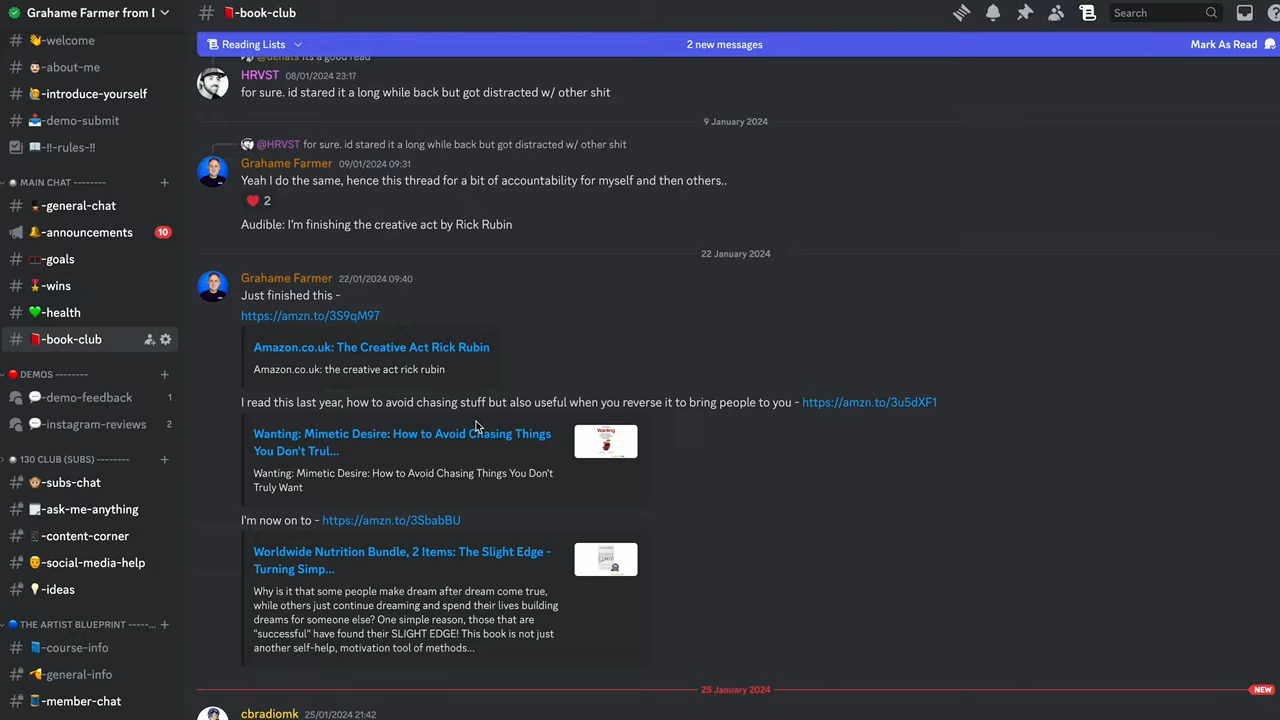 Grahame Farmer from I
-book-club
Search
-welcome
-about-me
-introduce-yourself
-demo-submit
-!!-rules-!!
MAIN CHAT --------
-general-chat
-announcements
10
-goals
-wins
-health
-book-club
DEMOS --------
-demo-feedback
1
-instagram-reviews
2
130 CLUB (SUBS) --------
-subs-chat
-ask-me-anything
-content-corner
-social-media-help
-ideas
THE ARTIST BLUEPRINT -----...
-course-info
-general-info
-member-chat
Reading Lists
2 new messages
Mark As Read
its a good read
HRVST 08/01/2024 23:17
for sure. id stared it a long while back but got distracted w/ other shit
9 January 2024
@HRVST for sure. id stared it a long while back but got distracted w/ other shit
Grahame Farmer 09/01/2024 09:31
Yeah I do the same, hence this thread for a bit of accountability for myself and then others..
2
Audible: I'm finishing the creative act by Rick Rubin
22 January 2024
Grahame Farmer 22/01/2024 09:40
Just finished this -
https://amzn.to/3S9qM97
Amazon.co.uk: The Creative Act Rick Rubin
Amazon.co.uk: the creative act rick rubin
I read this last year, how to avoid chasing stuff but also useful when you reverse it to bring people to you - https://amzn.to/3u5dXF1
Wanting: Mimetic Desire: How to Avoid Chasing Things
You Don't Trul...
Wanting: Mimetic Desire: How to Avoid Chasing Things You Don't
Truly Want
Wanting
I'm now on to - https://amzn.to/3SbabBU
Worldwide Nutrition Bundle, 2 Items: The Slight Edge -
Turning Simp...
Why is it that some people make dream after dream come true,
while others just continue dreaming and spend their lives building
dreams for someone else? One simple reason, those that are
"successful" have found their SLIGHT EDGE! This book is not just
another self-help, motivation tool of methods...
25 January 2024
NEW
cbradiomk 25/01/2024 21:42